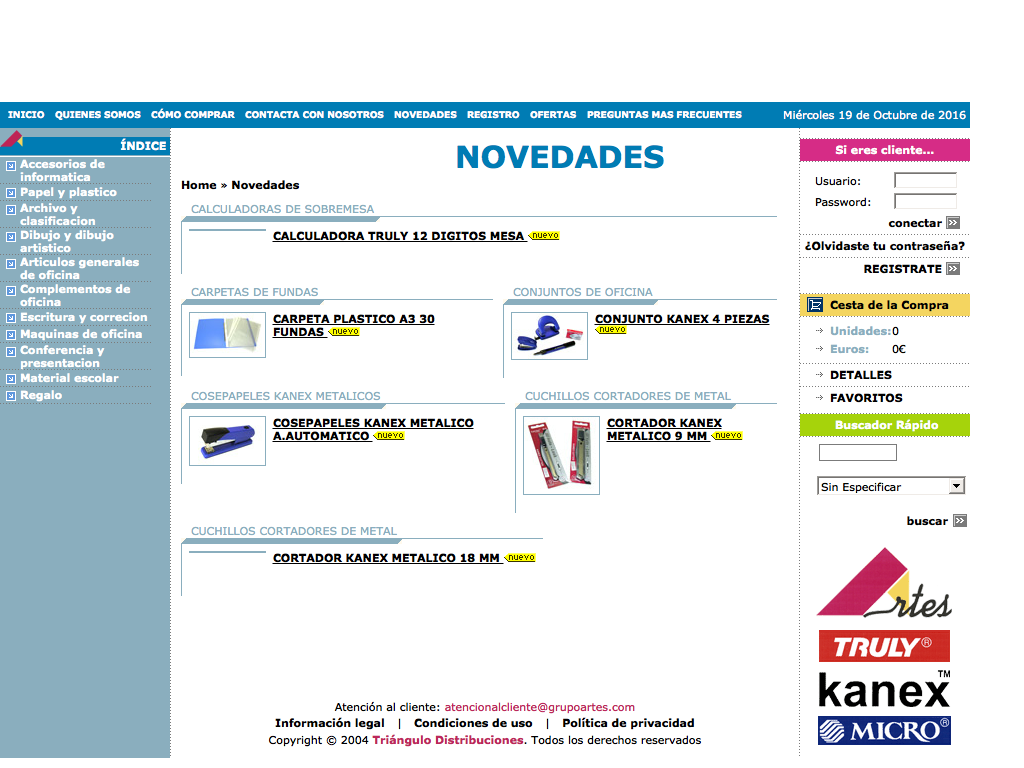 INICIO QUIENES SOMOS CÓMO COMPRAR CONTACTA CON NOSOTROS NOVEDADES REGISTRO OFERTAS PREGUNTAS MAS FRECUENTES Miércoles 19 de Octubre de 2016
ÍNDICE
Accesorios de
informatica
Papel y plastico
Archivo y
clasificacion
Dibujo y dibujo
artistico
Articulos generales
de oficina
Complementos de
oficina
Escritura y correcion
Maquinas de oficina
Conferencia y
presentacion
Material escolar
Regalo
NOVEDADES
Home » Novedades
CALCULADORAS DE SOBREMESA
CALCULADORA TRULY 12 DIGITOS MESA nuevo
CARPETAS DE FUNDAS
CARPETA PLASTICO A3 30
FUNDAS nuevo
CONJUNTOS DE OFICINA
CONJUNTO KANEX 4 PIEZAS
nuevo
COSEPAPELES KANEX METALICOS
COSEPAPELES KANEX METALICO
A.AUTOMATICO nuevo
CUCHILLOS CORTADORES DE METAL
CORTADOR KANEX
METALICO 9 MM nuevo
CUCHILLOS CORTADORES DE METAL
CORTADOR KANEX METALICO 18 MM nuevo
Atención al cliente: atencionalcliente@grupoartes.com
Información legal | Condiciones de uso | Política de privacidad
Copyright © 2004 Triángulo Distribuciones. Todos los derechos reservados
Si eres cliente...
Usuario:
Password:
conectar
¿Olvidaste tu contraseña?
REGISTRATE
Cesta de la Compra
Unidades: 0
Euros: 0€
DETALLES
FAVORITOS
Buscador Rápido
Sin Especificar
buscar
Artes
TRULY®
kanex™
MICRO®